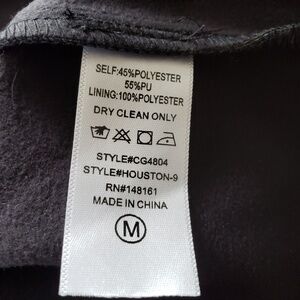 SELF:45%POLYESTER
55%PU
LINING:100%POLYESTER
DRY CLEAN ONLY
STYLE#CG4804
STYLE#HOUSTON-9
RN#148161
MADE IN CHINA
M